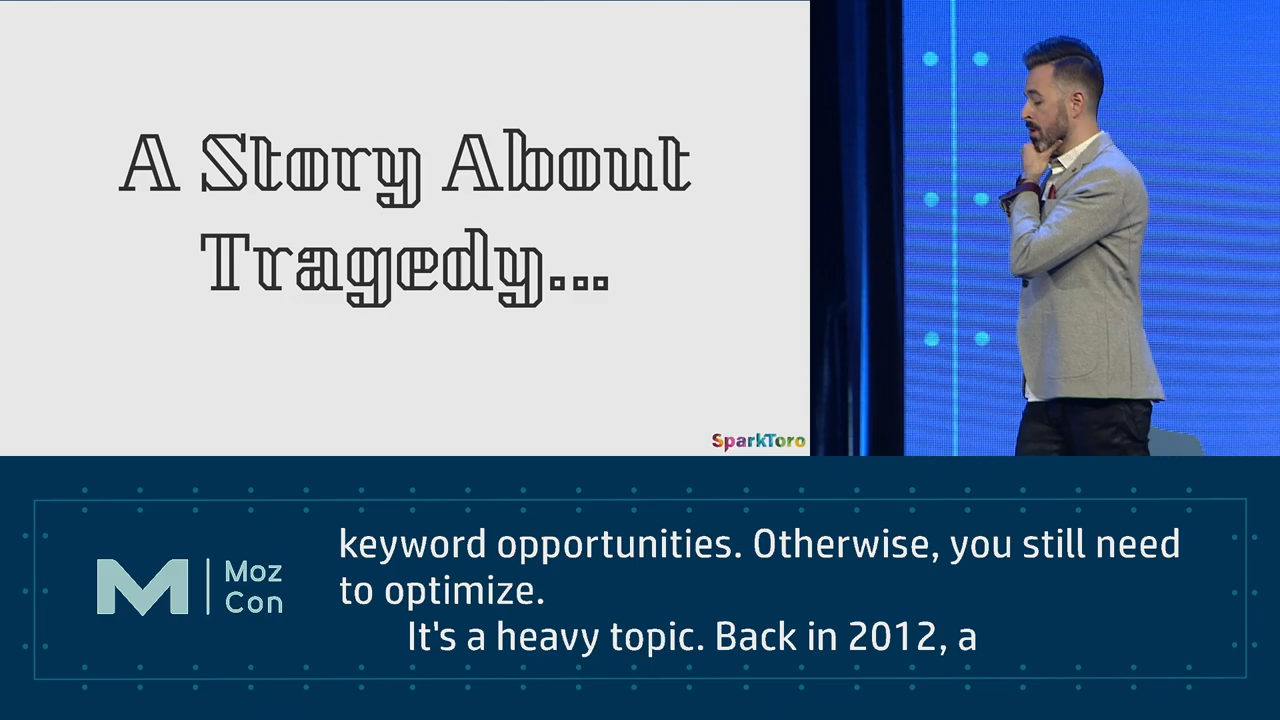 A Story About
Tragedy...
SparkToro
Moz
Con
keyword opportunities. Otherwise, you still need
to optimize.
It's a heavy topic. Back in 2012, a